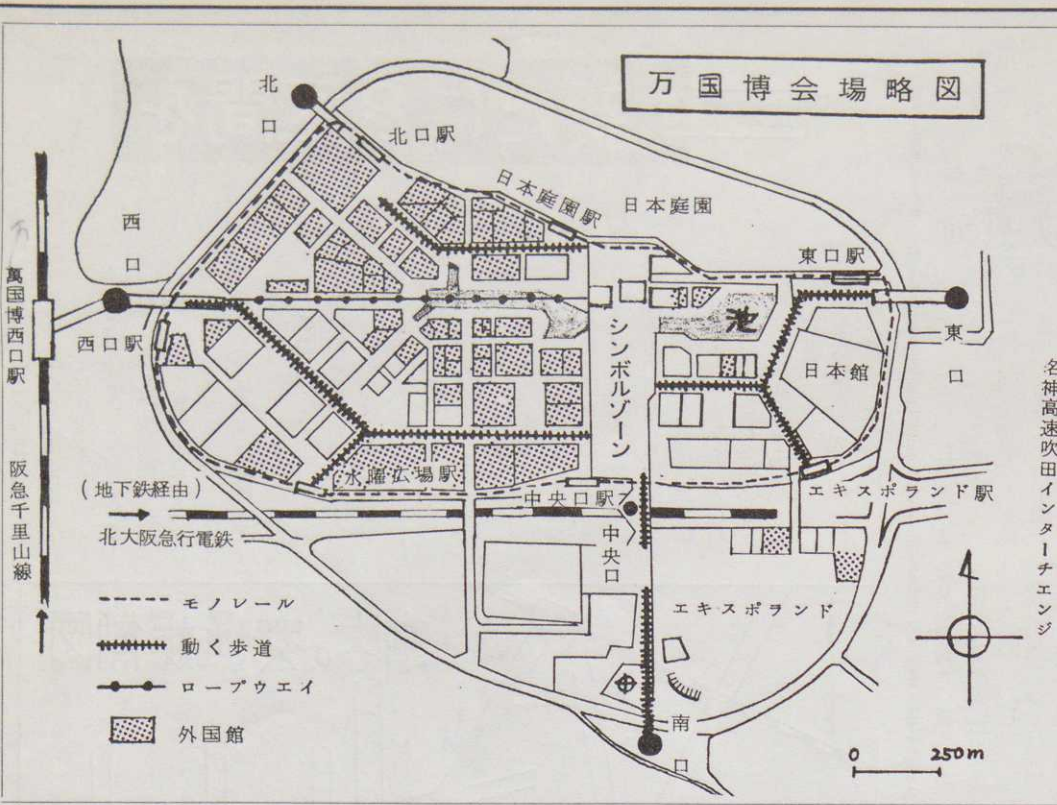 万国博会場略図
北口
北口駅
日本庭園駅
日本庭園
東口駅
西口
萬国博西口駅
西口駅
シンボルゾーン
池
日本館
東口
名神高速吹田インターチエンジ
阪急千里山線
(地下鉄経由)
北大阪急行電鉄
水曜広場駅
中央口駅
中央口
エキスポランド駅
エキスポランド
南口
モノレール
動く歩道
ロープウエイ
外国館
0 250m